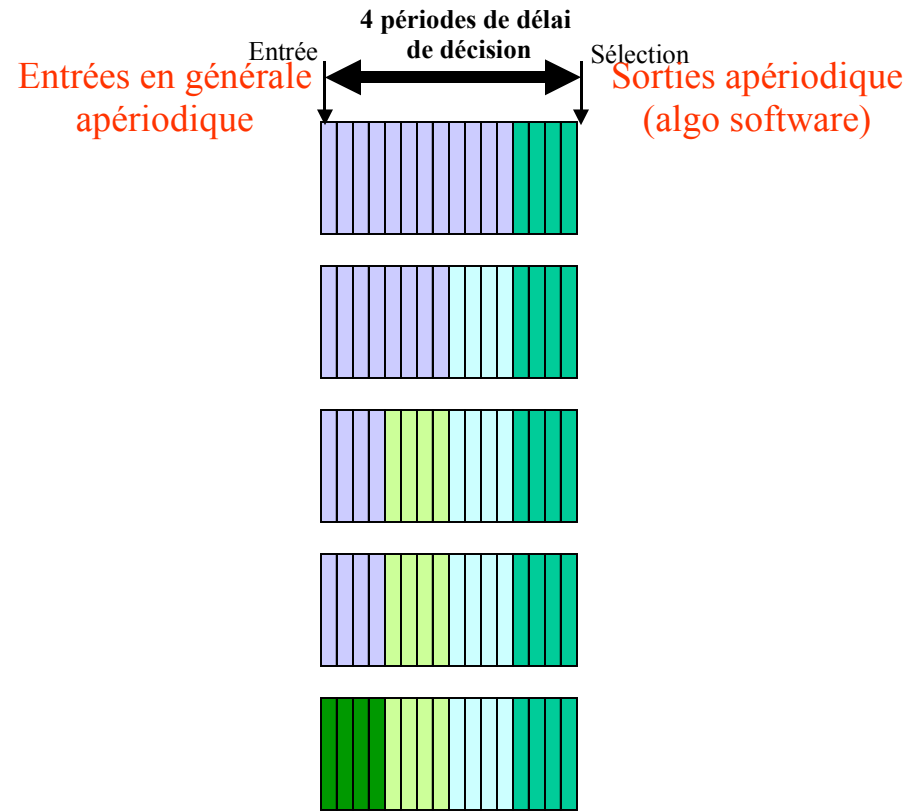 4 périodes de délai
de décision
Entrée
Sélection
Entrées en générale
apériodique
Sorties apériodique
(algo software)